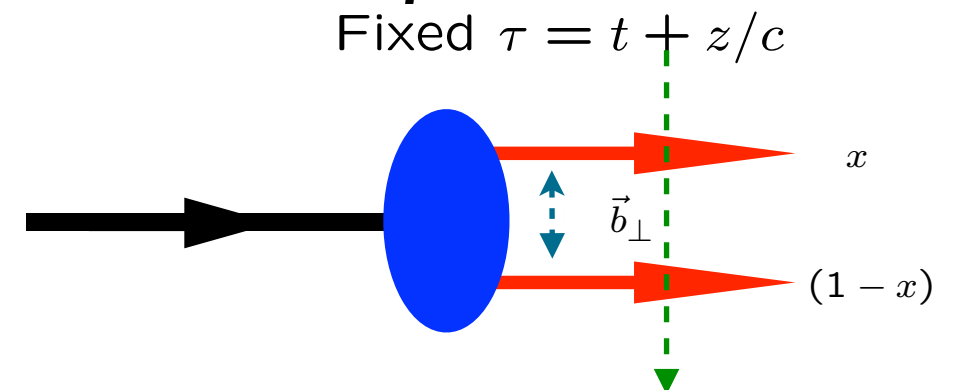 Fixed τ = t + z/c
x
b⃗⊥
(1 − x)